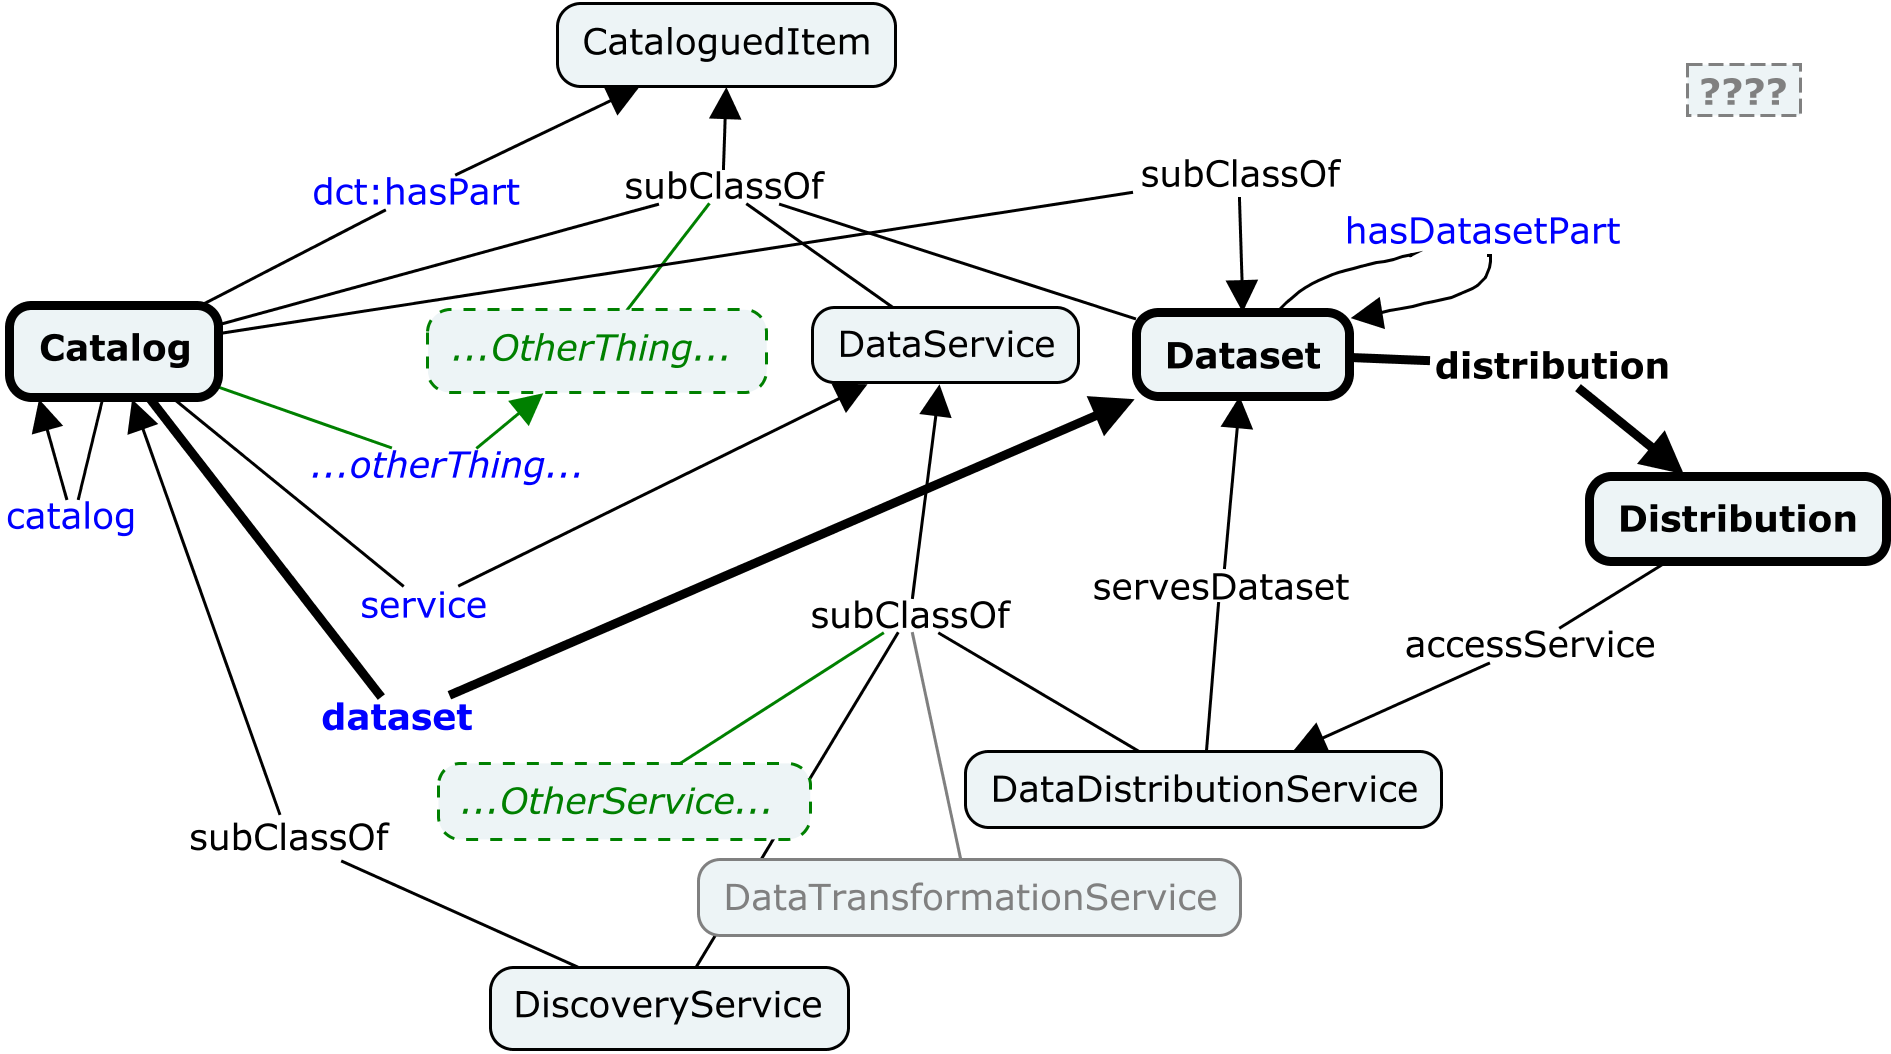 CataloguedItem
????
dct:hasPart
subClassOf
subClassOf
hasDatasetPart
Catalog
...OtherThing...
DataService
Dataset
distribution
...otherThing...
catalog
Distribution
service
subClassOf
servesDataset
accessService
dataset
...OtherService...
DataDistributionService
subClassOf
DataTransformationService
DiscoveryService